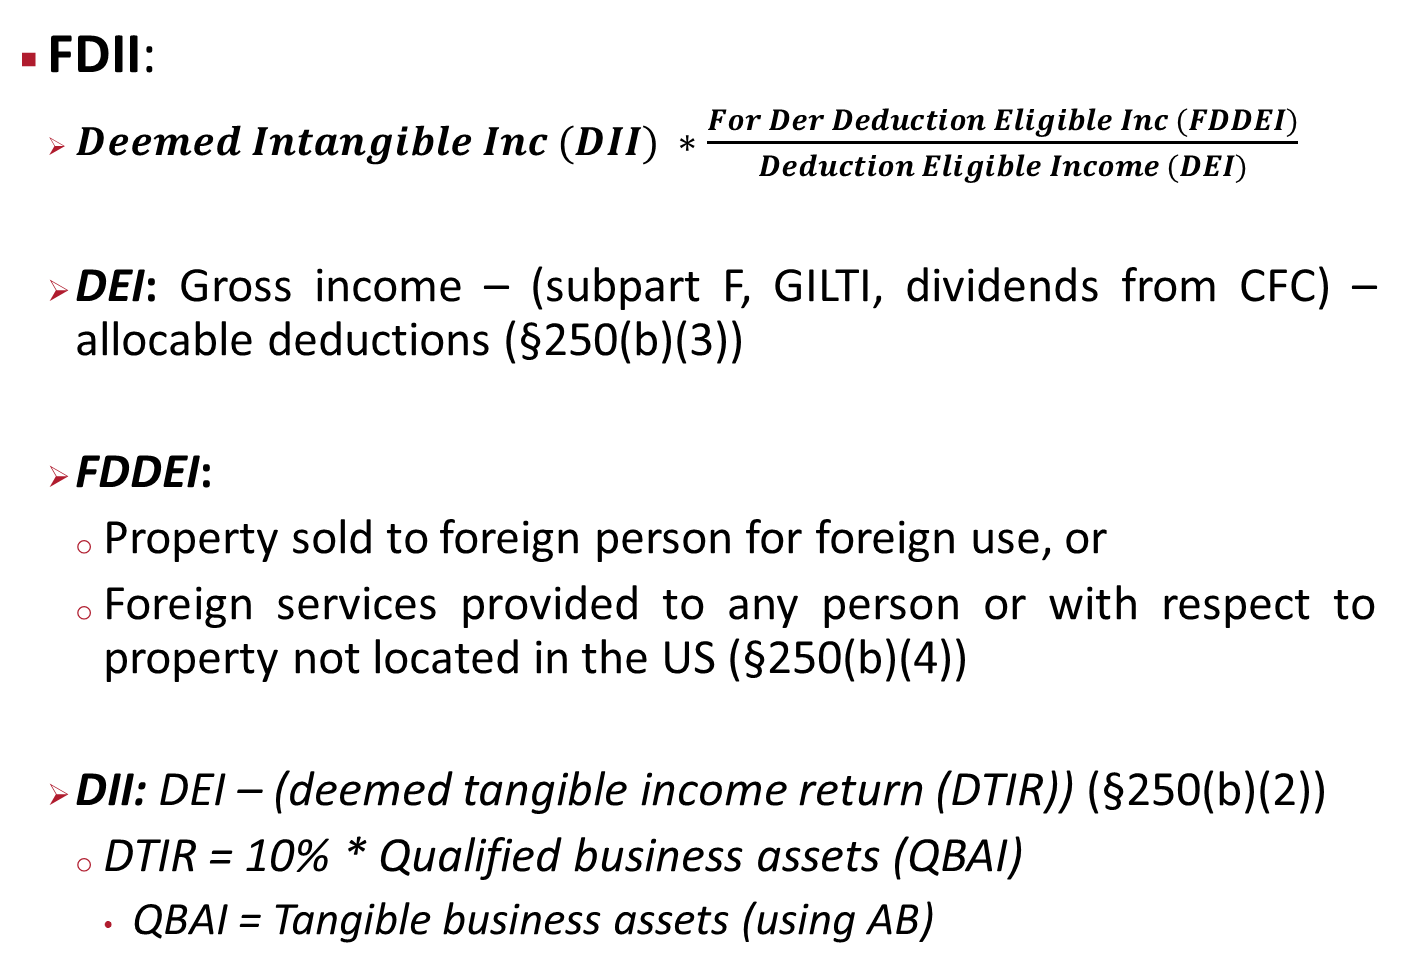 ▪ FDII:
➢ Deemed Intangible Inc (DII) * For Der Deduction Eligible Inc (FDDEI)
Deduction Eligible Income (DEI)
➢ DEI: Gross income – (subpart F, GILTI, dividends from CFC) –
allocable deductions (§250(b)(3))
➢ FDDEI:
○ Property sold to foreign person for foreign use, or
○ Foreign services provided to any person or with respect to
property not located in the US (§250(b)(4))
➢ DII: DEI – (deemed tangible income return (DTIR)) (§250(b)(2))
○ DTIR = 10% * Qualified business assets (QBAI)
• QBAI = Tangible business assets (using AB)